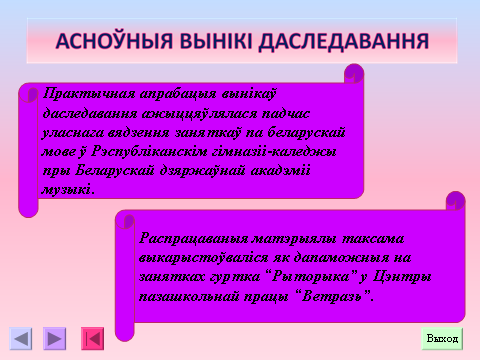 АСНОЎНЫЯ ВЫНІКІ ДАСЛЕДАВАННЯ
Практычная апрабацыя вынікаў
даследавання ажыццяўлялася падчас
уласнага вядзення заняткаў па беларускай
мове ў Рэспубліканскім гімназіі-каледжы
пры Беларускай дзяржаўнай акадэміі
музыкі.
Распрацаваныя матэрыялы таксама
выкарыстоўваліся як дапаможныя на
занятках гуртка “Рыторыка” у Цэнтры
пазашкольнай працы “Ветразь”.
Выход